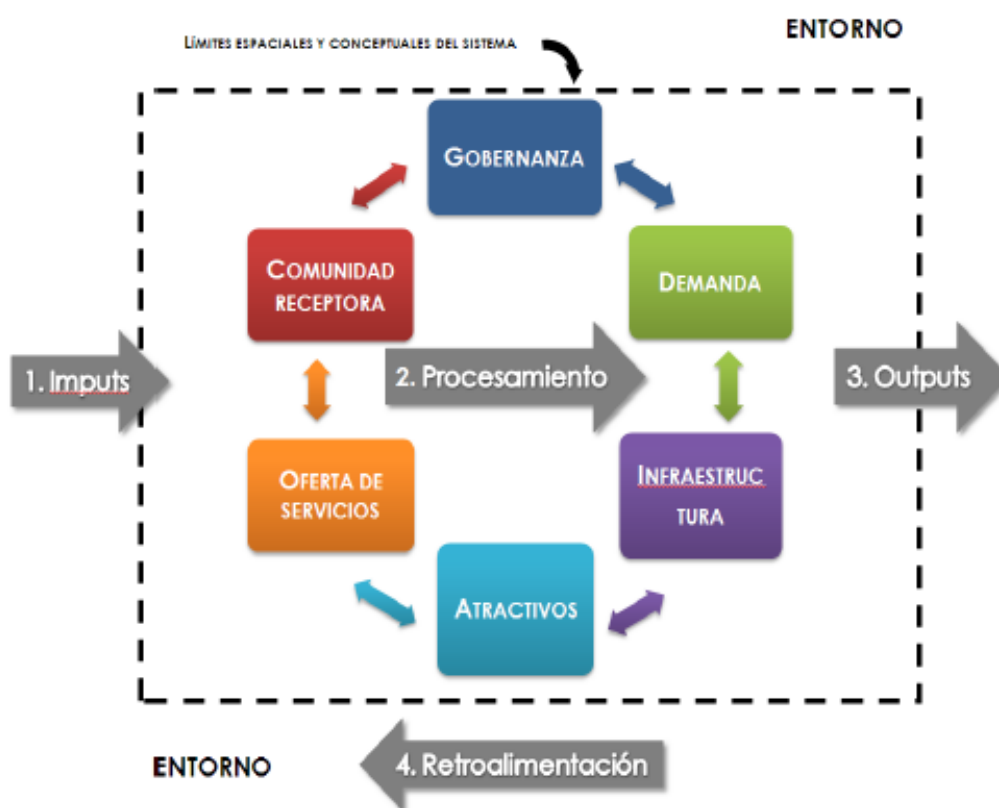 ENTORNO
LÍMITES ESPACIALES Y CONCEPTUALES DEL SISTEMA
GOBERNANZA
COMUNIDAD
RECEPTORA
DEMANDA
1. Imputs
2. Procesamiento
3. Outputs
OFERTA DE
SERVICIOS
INFRAESTRUC
TURA
ATRACTIVOS
ENTORNO
4. Retroalimentación